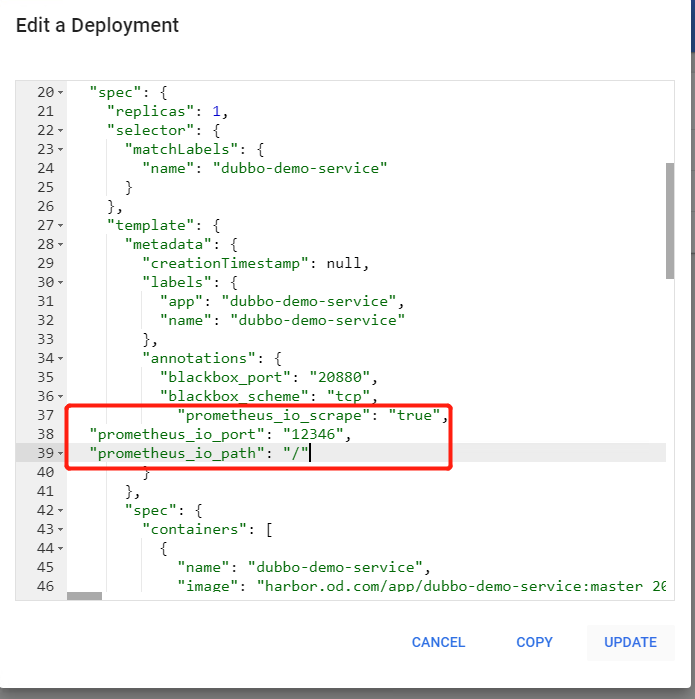 Edit a Deployment
20 "spec": {
21 "replicas": 1,
22 "selector": {
23 "matchLabels": {
24 "name": "dubbo-demo-service"
25 }
26 },
27 "template": {
28 "metadata": {
29 "creationTimestamp": null,
30 "labels": {
31 "app": "dubbo-demo-service",
32 "name": "dubbo-demo-service"
33 },
34 "annotations": {
35 "blackbox_port": "20880",
36 "blackbox_scheme": "tcp",
37 "prometheus_io_scrape": "true",
38 "prometheus_io_port": "12346",
39 "prometheus_io_path": "/"
40 }
41 },
42 "spec": {
43 "containers": [
44 {
45 "name": "dubbo-demo-service",
46 "image": "harbor.od.com/app/dubbo-demo-service:master_20
CANCEL COPY UPDATE